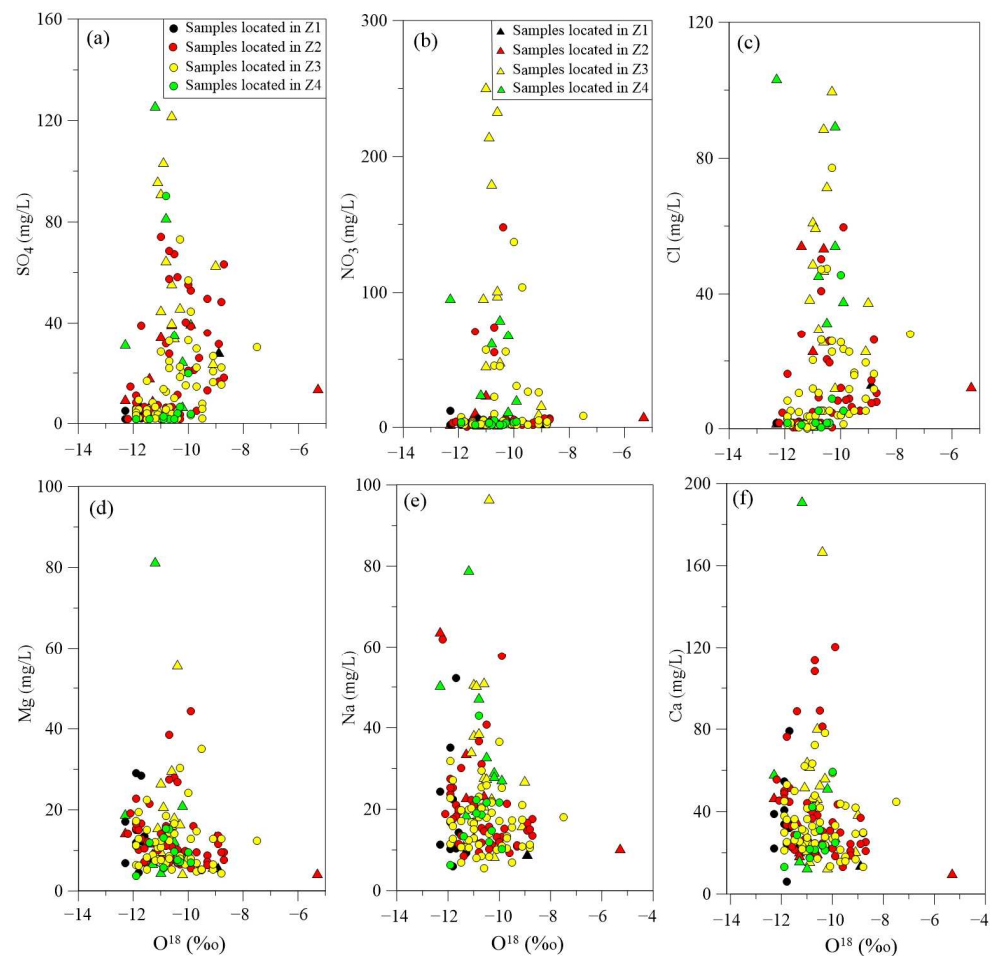 (a)
Samples located in Z1
Samples located in Z2
Samples located in Z3
Samples located in Z4
SO4 (mg/L)
160
120
80
40
0
−14 −12 −10 −8 −6
(b)
Samples located in Z1
Samples located in Z2
Samples located in Z3
Samples located in Z4
NO3 (mg/L)
300
200
100
0
−14 −12 −10 −8 −6
(c)
Cl (mg/L)
120
80
40
0
−14 −12 −10 −8 −6
(d)
Mg (mg/L)
100
80
60
40
20
0
−14 −12 −10 −8 −6
O18 (‰)
(e)
Na (mg/L)
100
80
60
40
20
0
−14 −12 −10 −8 −6 −4
O18 (‰)
(f)
Ca (mg/L)
200
160
120
80
40
0
−14 −12 −10 −8 −6 −4
O18 (‰)